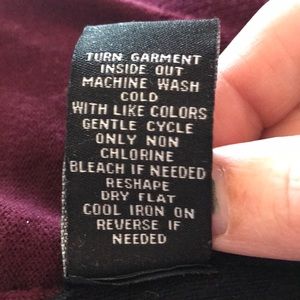 TURN GARMENT
INSIDE OUT
MACHINE WASH
COLD
WITH LIKE COLORS
GENTLE CYCLE
ONLY NON
CHLORINE
BLEACH IF NEEDED
RESHAPE
DRY FLAT
COOL IRON ON
REVERSE IF
NEEDED